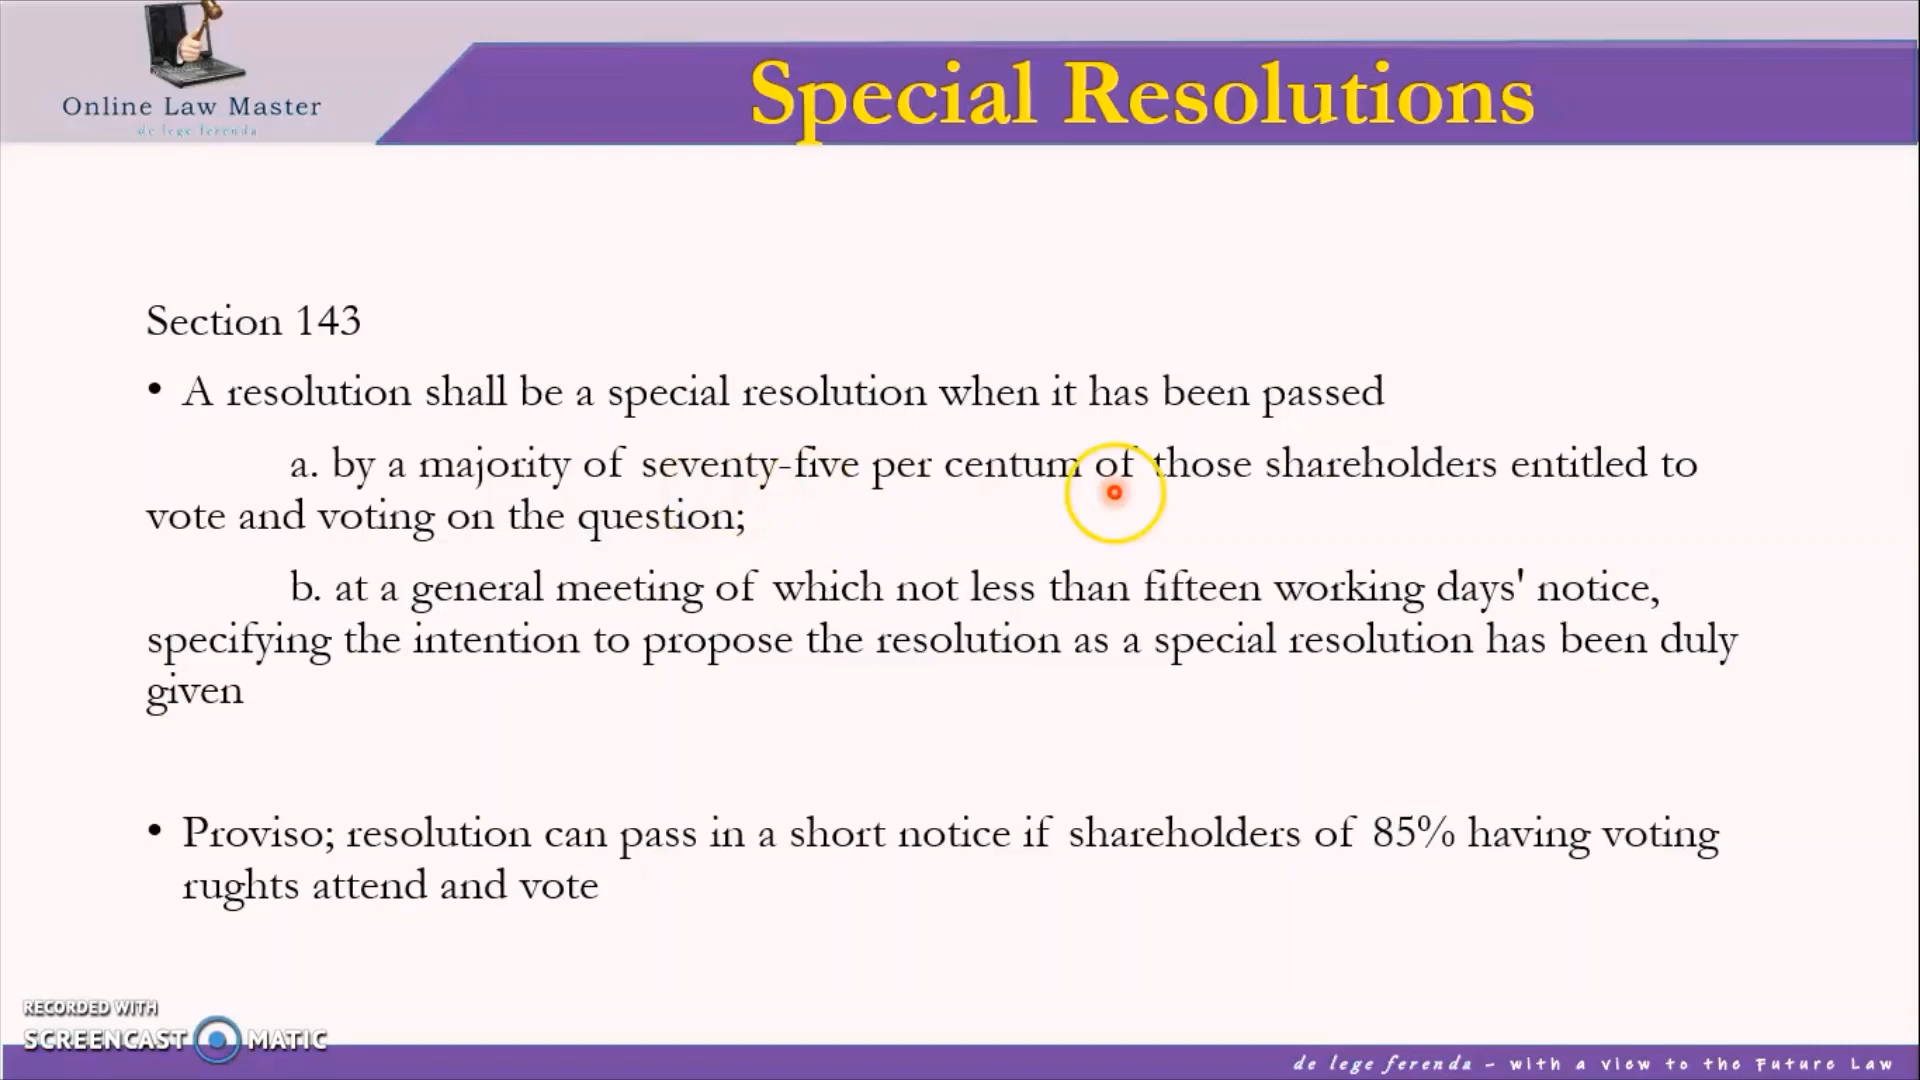 Online Law Master
de lege ferenda
Special Resolutions
Section 143
• A resolution shall be a special resolution when it has been passed
a. by a majority of seventy-five per centum of those shareholders entitled to
vote and voting on the question;
b. at a general meeting of which not less than fifteen working days' notice,
specifying the intention to propose the resolution as a special resolution has been duly
given
• Proviso; resolution can pass in a short notice if shareholders of 85% having voting
rughts attend and vote
RECORDED WITH
SCREENCAST MATIC
de lege ferenda – with a view to the Future Law